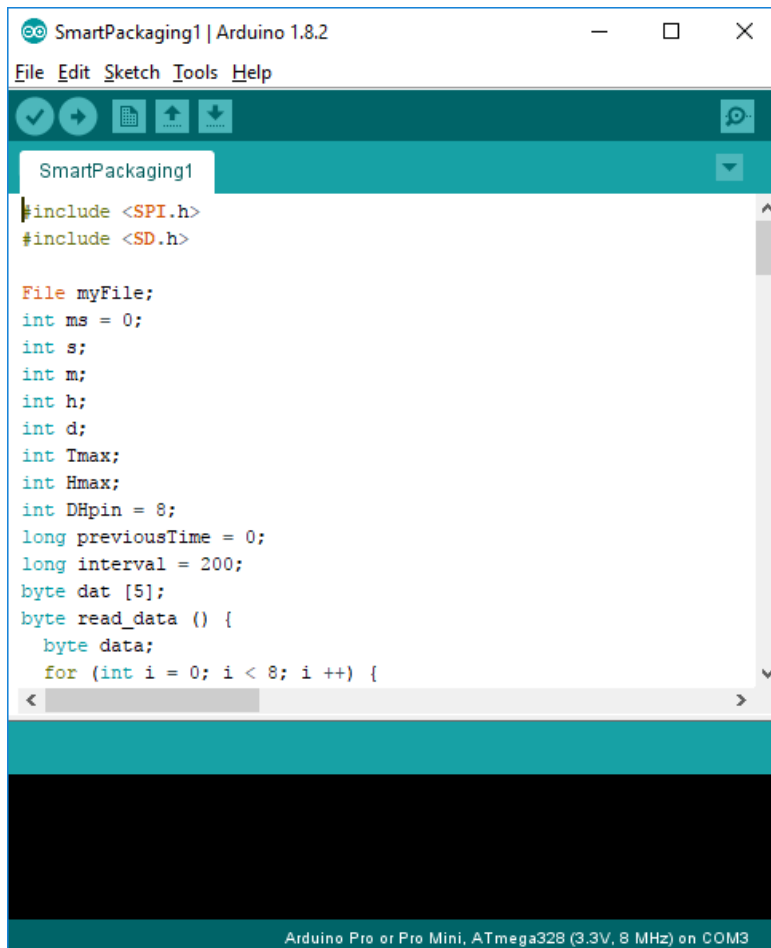 SmartPackaging1 | Arduino 1.8.2
File Edit Sketch Tools Help
SmartPackaging1
#include <SPI.h>
#include <SD.h>
File myFile;
int ms = 0;
int s;
int m;
int h;
int d;
int Tmax;
int Hmax;
int DHpin = 8;
long previousTime = 0;
long interval = 200;
byte dat [5];
byte read_data () {
  byte data;
  for (int i = 0; i < 8; i ++) {
Arduino Pro or Pro Mini, ATmega328 (3.3V, 8 MHz) on COM3